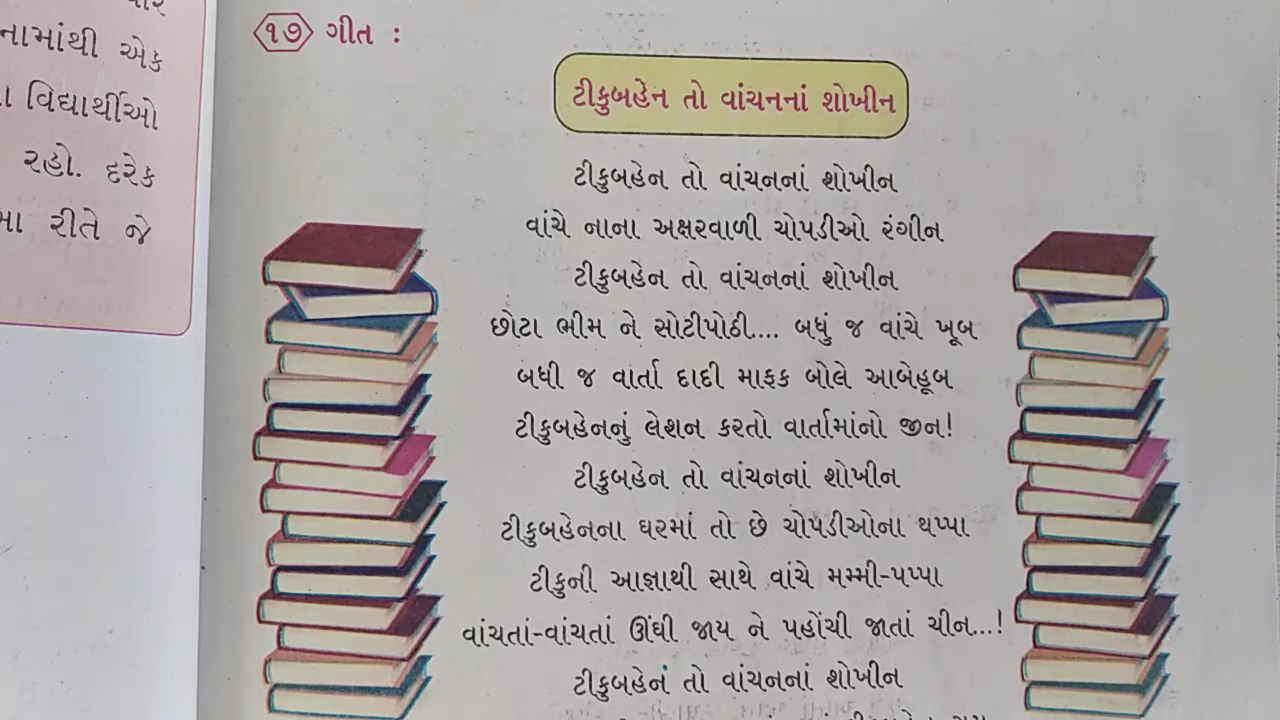 નામાંથી એક
વિદ્યાર્થીઓ
રહો. દરેક
રીતે જે
૧૭ ગીત :
ટીકુબહેન તો વાંચનનાં શોખીન
ટીકુબહેન તો વાંચનનાં શોખીન
વાંચે નાના અક્ષરવાળી ચોપડીઓ રંગીન
ટીકુબહેન તો વાંચનનાં શોખીન
છોટા ભીમ ને સોટીપોઠી.... બધું જ વાંચે ખૂબ
બધી જ વાર્તા દાદી માફક બોલે આબેહૂબ
ટીકુબહેનનું લેશન કરતો વાર્તામાંનો જીન!
ટીકુબહેન તો વાંચનનાં શોખીન
ટીકુબહેનના ઘરમાં તો છે ચોપડીઓના થપ્પા
ટીકુની આજ્ઞાથી સાથે વાંચે મમ્મી-પપ્પા
વાંચતાં-વાંચતાં ઊંઘી જાય ને પહોંચી જાતાં ચીન...!
ટીકુબહેનં તો વાંચનનાં શોખીન